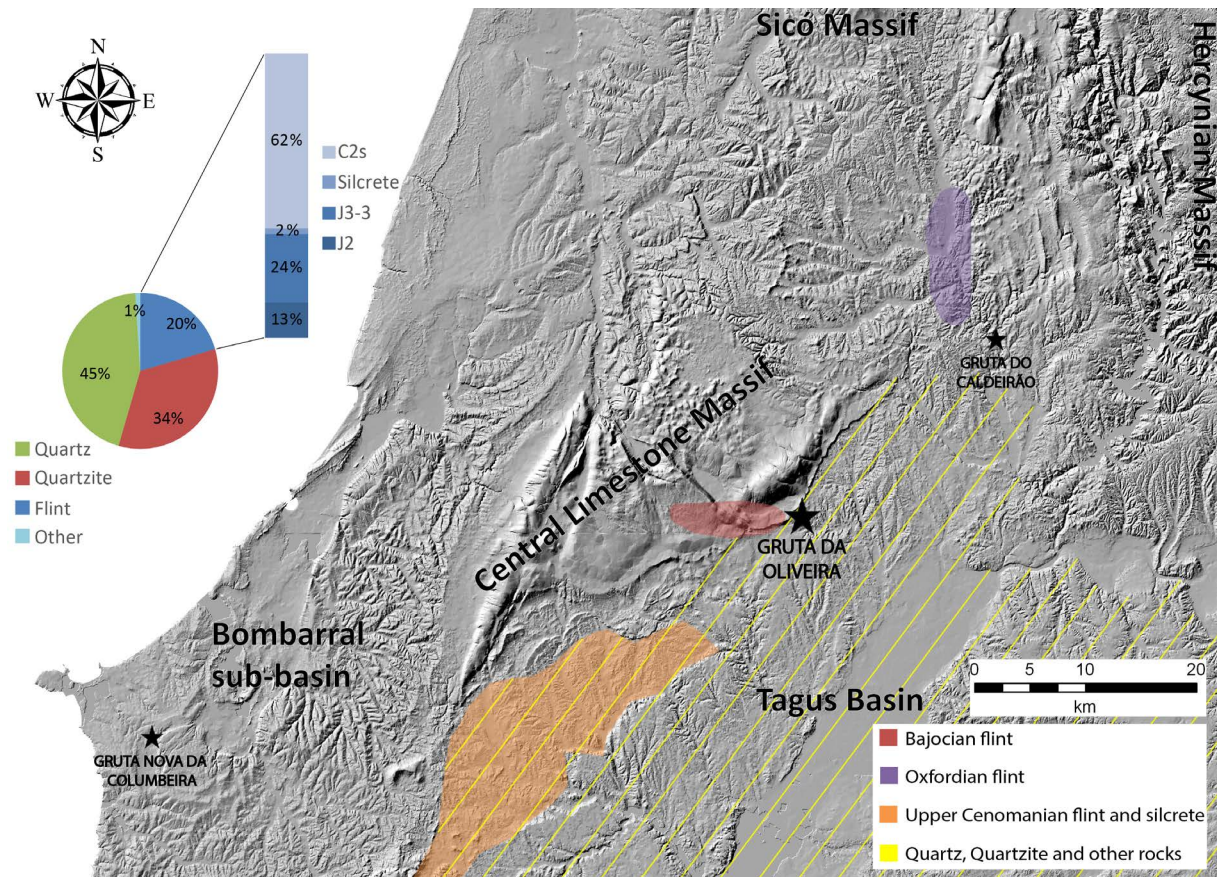 Sicó Massif
Hercynian Massif
N
W
E
S
62%
2%
24%
13%
C2s
Silcrete
J3-3
J2
1%
20%
45%
34%
Quartz
Quartzite
Flint
Other
GRUTA DO
CALDEIRÃO
Central Limestone Massif
GRUTA DA
OLIVEIRA
Bombarral
sub-basin
GRUTA NOVA DA
COLUMBEIRA
Tagus Basin
0 5 10 20
km
Bajocian flint
Oxfordian flint
Upper Cenomanian flint and silcrete
Quartz, Quartzite and other rocks